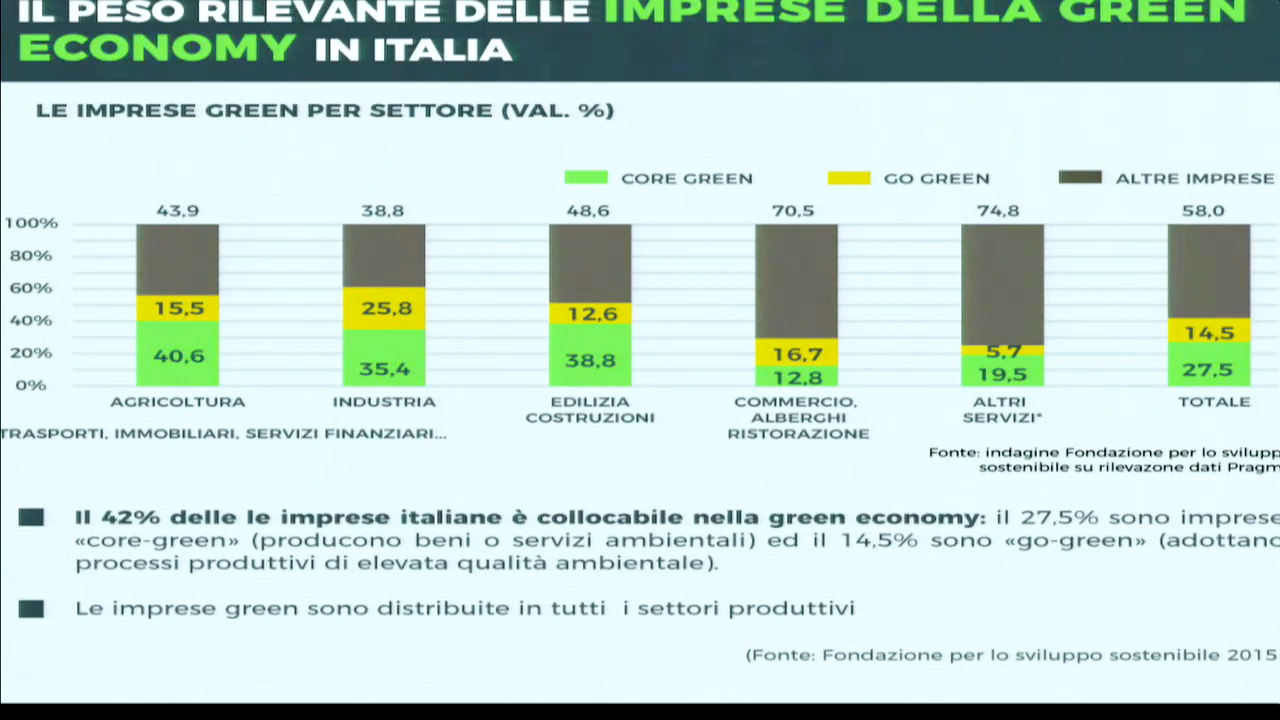 IL PESO RILEVANTE DELLE IMPRESE DELLA GREEN
ECONOMY IN ITALIA
LE IMPRESE GREEN PER SETTORE (VAL. %)
CORE GREEN GO GREEN ALTRE IMPRESE
43,9 38,8 48,6 70,5 74,8 58,0
100%
80%
60%
40%
20%
0%
15,5 25,8 12,6 16,7 5,7 14,5
40,6 35,4 38,8 12,8 19,5 27,5
AGRICOLTURA INDUSTRIA EDILIZIA COMMERCIO, ALTRI TOTALE
COSTRUZIONI ALBERGHI SERVIZI*
TRASPORTI, IMMOBILIARI, SERVIZI FINANZIARI... RISTORAZIONE
Fonte: indagine Fondazione per lo svilupp
sostenibile su rilevazone dati Pragm
Il 42% delle le imprese italiane è collocabile nella green economy: il 27,5% sono imprese
«core-green» (producono beni o servizi ambientali) ed il 14,5% sono «go-green» (adottano
processi produttivi di elevata qualità ambientale).
Le imprese green sono distribuite in tutti i settori produttivi
(Fonte: Fondazione per lo sviluppo sostenibile 2015